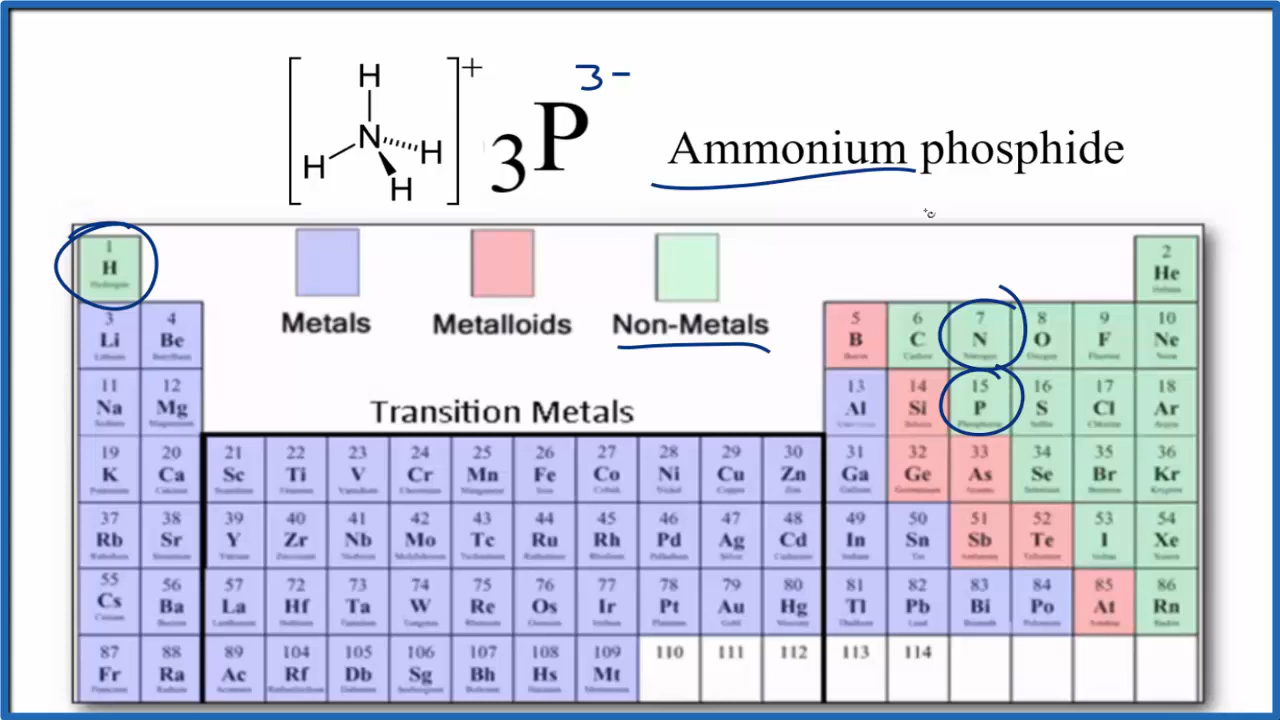 H
N
H
H
H
+
3
P
3-
Ammonium phosphide
Metals
Metalloids
Non-Metals
Transition Metals
1 2
H He
3 4 5 6 7 8 9 10
Li Be B C N O F Ne
11 12 13 14 15 16 17 18
Na Mg Al Si P S Cl Ar
19 20 21 22 23 24 25 26 27 28 29 30 31 32 33 34 35 36
K Ca Sc Ti V Cr Mn Fe Co Ni Cu Zn Ga Ge As Se Br Kr
37 38 39 40 41 42 43 44 45 46 47 48 49 50 51 52 53 54
Rb Sr Y Zr Nb Mo Tc Ru Rh Pd Ag Cd In Sn Sb Te I Xe
55 56 57 72 73 74 75 76 77 78 79 80 81 82 83 84 85 86
Cs Ba La Hf Ta W Re Os Ir Pt Au Hg Tl Pb Bi Po At Rn
87 88 89 104 105 106 107 108 109 110 111 112 113 114
Fr Ra Ac Rf Db Sg Bh Hs Mt